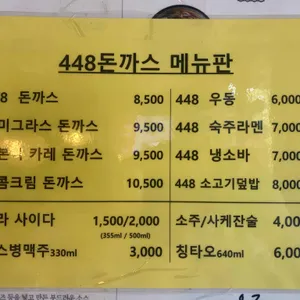 448돈까스 메뉴판
8 돈까스 8,500
미그라스 돈까스 9,500
카레 돈까스 9,500
콤크림 돈까스 10,500
448 우동 6,000
448 숙주라멘 7,000
448 냉소바 7,000
448 소고기덮밥 8,000
라 사이다 1,500/2,000
(355ml / 500ml)
스병맥주330ml 3,000
소주/사케잔술 4,000
칭타오640ml 6,000